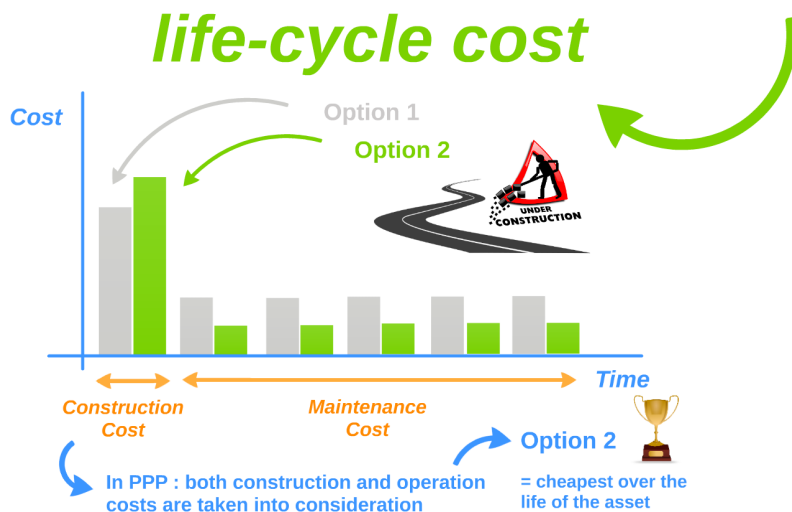 life-cycle cost
Cost
Option 1
Option 2
UNDER
CONSTRUCTION
Time
Construction
Cost
Maintenance
Cost
Option 2
In PPP : both construction and operation
costs are taken into consideration
= cheapest over the
life of the asset